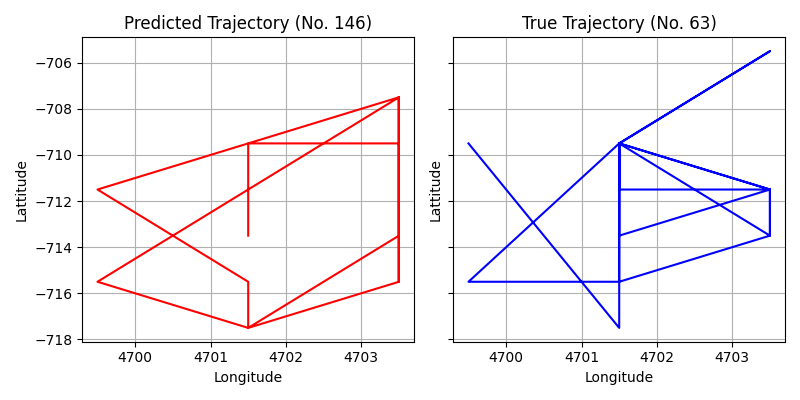 Predicted Trajectory (No. 146)
True Trajectory (No. 63)
Lattitude
−706
−708
−710
−712
−714
−716
−718
4700
4701
4702
4703
Longitude
Lattitude
4700
4701
4702
4703
Longitude